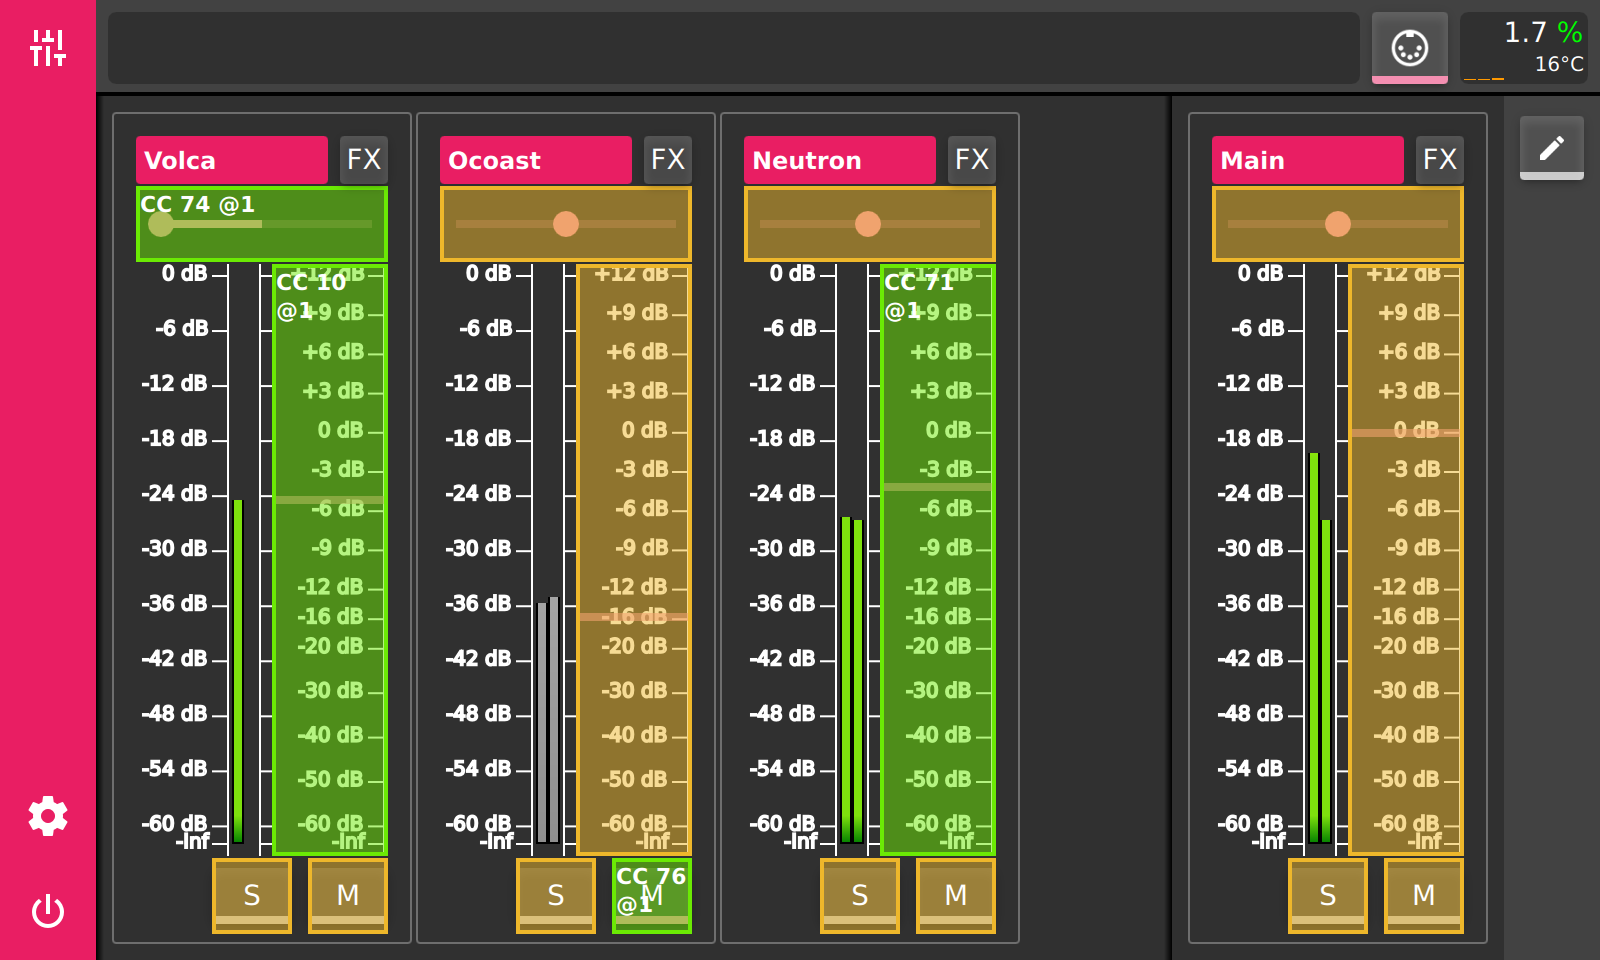 1.7 %
16°C
Volca FX
CC 74 @1
0 dB
-6 dB
-12 dB
-18 dB
-24 dB
-30 dB
-36 dB
-42 dB
-48 dB
-54 dB
-60 dB
-inf
CC 10
@1
+12 dB
+9 dB
+6 dB
+3 dB
0 dB
-3 dB
-6 dB
-9 dB
-12 dB
-16 dB
-20 dB
-30 dB
-40 dB
-50 dB
-60 dB
-inf
S M
Ocoast FX
0 dB
-6 dB
-12 dB
-18 dB
-24 dB
-30 dB
-36 dB
-42 dB
-48 dB
-54 dB
-60 dB
-inf
+12 dB
+9 dB
+6 dB
+3 dB
0 dB
-3 dB
-6 dB
-9 dB
-12 dB
-16 dB
-20 dB
-30 dB
-40 dB
-50 dB
-60 dB
-inf
S M
CC 76
@1
Neutron FX
0 dB
-6 dB
-12 dB
-18 dB
-24 dB
-30 dB
-36 dB
-42 dB
-48 dB
-54 dB
-60 dB
-inf
CC 71
@1
+12 dB
+9 dB
+6 dB
+3 dB
0 dB
-3 dB
-6 dB
-9 dB
-12 dB
-16 dB
-20 dB
-30 dB
-40 dB
-50 dB
-60 dB
-inf
S M
Main FX
0 dB
-6 dB
-12 dB
-18 dB
-24 dB
-30 dB
-36 dB
-42 dB
-48 dB
-54 dB
-60 dB
-inf
+12 dB
+9 dB
+6 dB
+3 dB
0 dB
-3 dB
-6 dB
-9 dB
-12 dB
-16 dB
-20 dB
-30 dB
-40 dB
-50 dB
-60 dB
-inf
S M